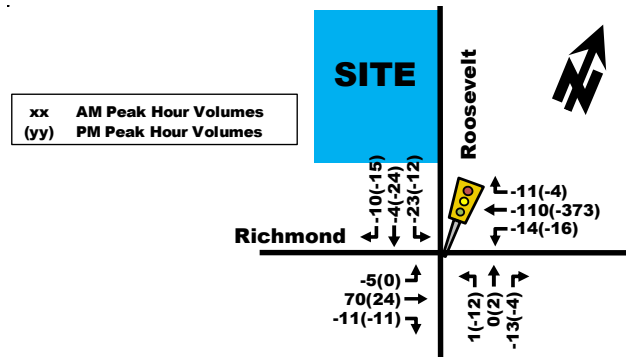 SITE
Roosevelt
N
xx AM Peak Hour Volumes
(yy) PM Peak Hour Volumes
-10(-15)
-4(-24)
-23(-12)
-11(-4)
-110(-373)
-14(-16)
Richmond
-5(0)
70(24)
-11(-11)
1(-12)
0(2)
-13(-4)